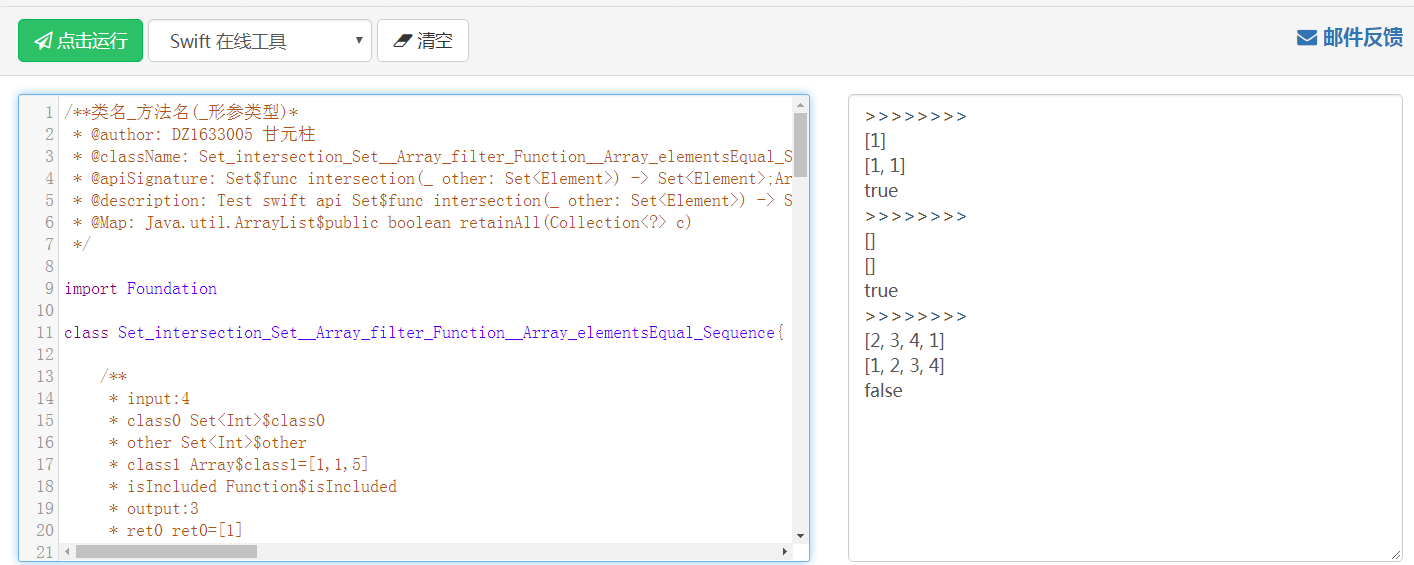 点击运行 Swift 在线工具 清空 邮件反馈
1 /**类名_方法名(_形参类型)*
2 * @author: DZ1633005 甘元柱
3 * @className: Set_intersection_Set__Array_filter_Function__Array_elementsEqual_S
4 * @apiSignature: Set$func intersection(_ other: Set<Element>) -> Set<Element>;Ar
5 * @description: Test swift api Set$func intersection(_ other: Set<Element>) -> S
6 * @Map: Java.util.ArrayList$public boolean retainAll(Collection<?> c)
7 */
8
9 import Foundation
10
11 class Set_intersection_Set__Array_filter_Function__Array_elementsEqual_Sequence{
12
13 /**
14 * input:4
15 * class0 Set<Int>$class0
16 * other Set<Int>$other
17 * class1 Array$class1=[1,1,5]
18 * isIncluded Function$isIncluded
19 * output:3
20 * ret0 ret0=[1]
21
>>>>>>>>
[1]
[1, 1]
true
>>>>>>>>
[]
[]
true
>>>>>>>>
[2, 3, 4, 1]
[1, 2, 3, 4]
false